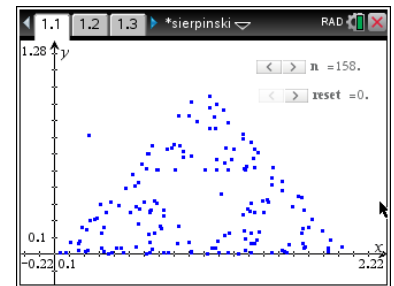 1.1 1.2 1.3 *sierpinski RAD
1.28 y
n =158.
reset =0.
0.1
x
-0.22 0.1 2.22